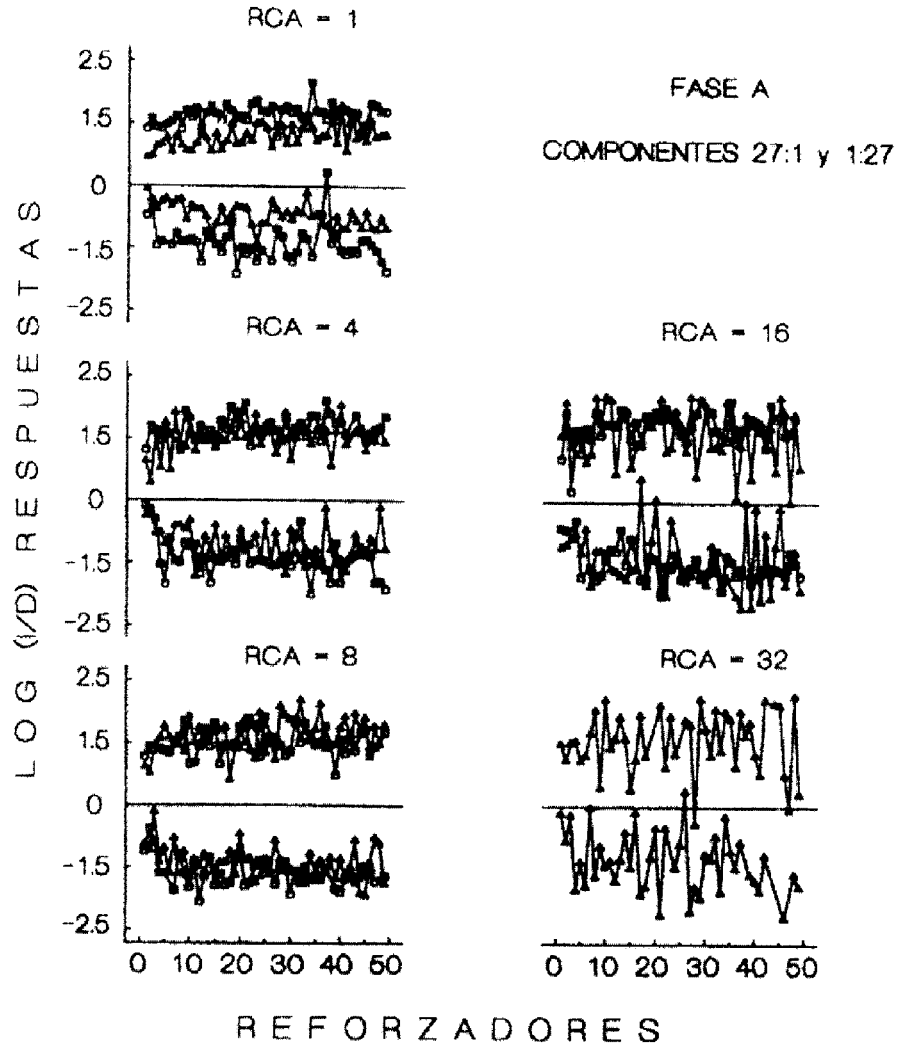 RCA = 1
2.5
1.5
0
-1.5
-2.5
FASE A
COMPONENTES 27:1 y 1:27
LOG (I/D) RESPUESTAS
RCA = 4
2.5
1.5
0
-1.5
-2.5
RCA = 16
RCA = 8
2.5
1.5
0
-1.5
-2.5
0 10 20 30 40 50
RCA = 32
0 10 20 30 40 50
REFORZADORES